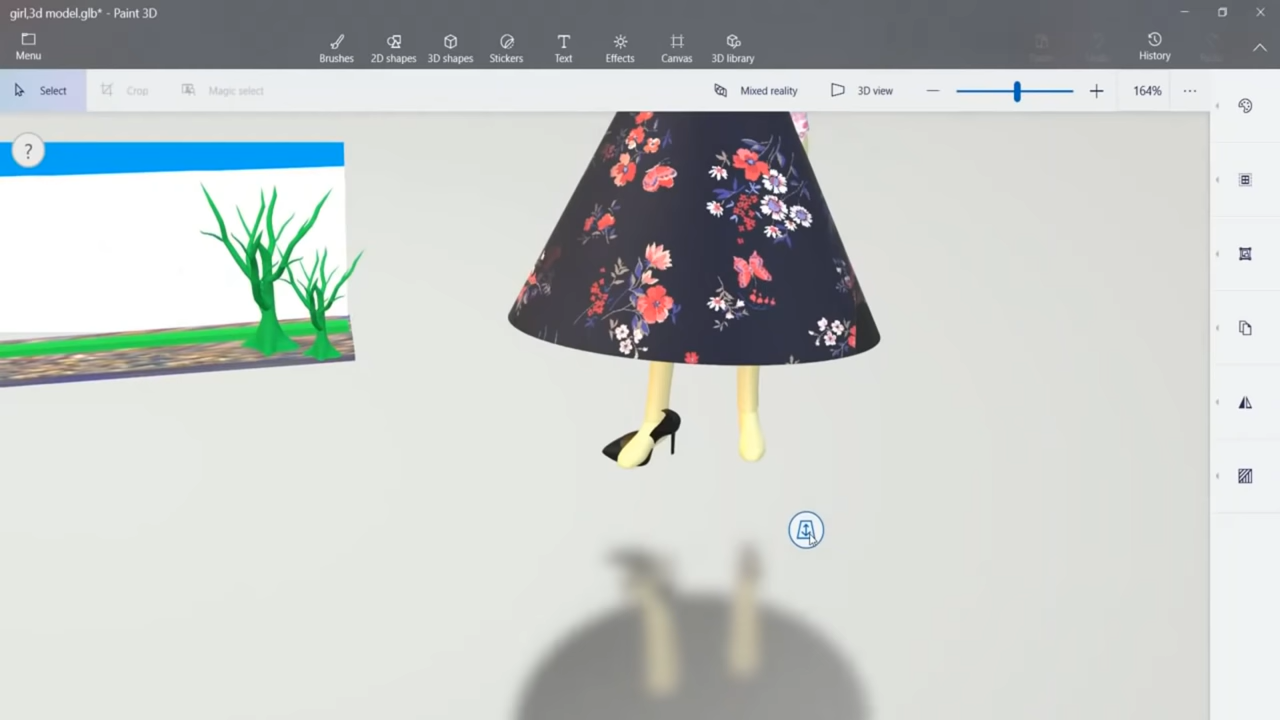 girl,3d model.glb* - Paint 3D
Menu
Brushes
2D shapes
3D shapes
Stickers
Text
Effects
Canvas
3D library
History
Select
Crop
Magic select
Mixed reality
3D view
164%
?